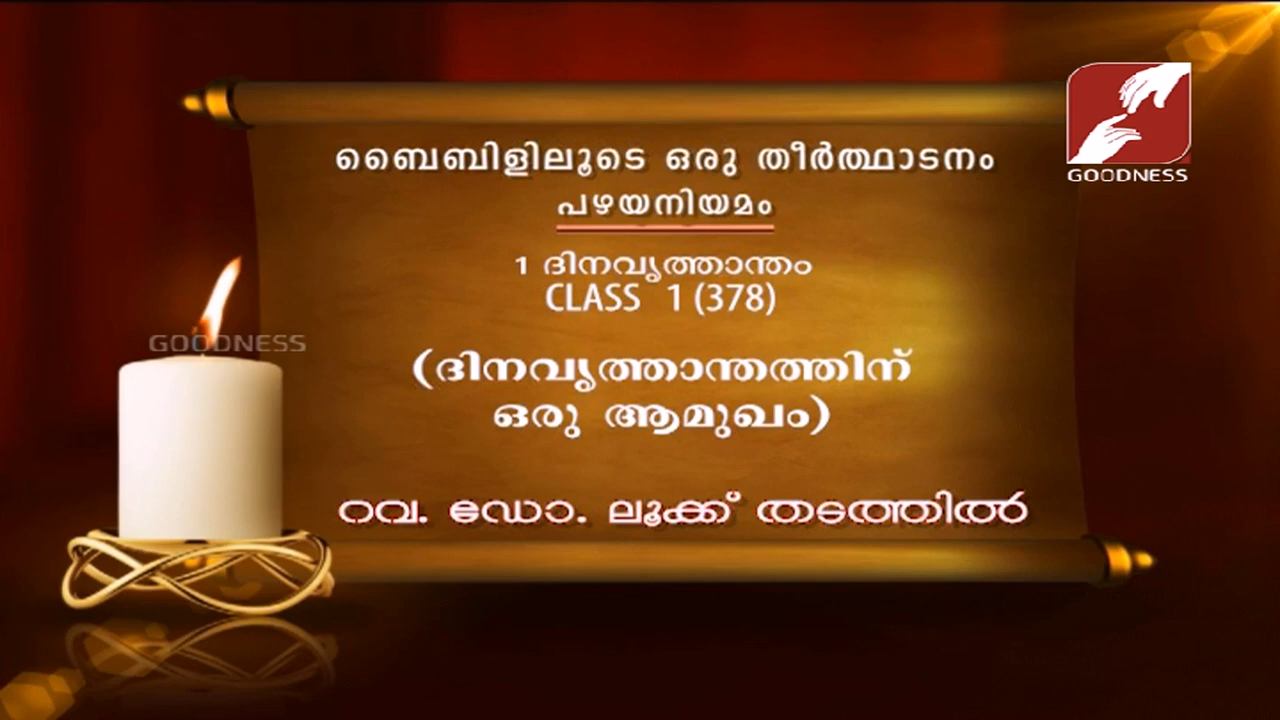 ബൈബിളിലൂടെ ഒരു തീർത്ഥാടനം
GOODNESS
പഴയനിയമം
1 ദിനവൃത്താന്തം
CLASS 1 (378)
GOODNESS
(ദിനവൃത്താന്തത്തിന്
ഒരു ആമുഖം)
റവ. ഡോ. ലൂക്ക് തടത്തിൽ